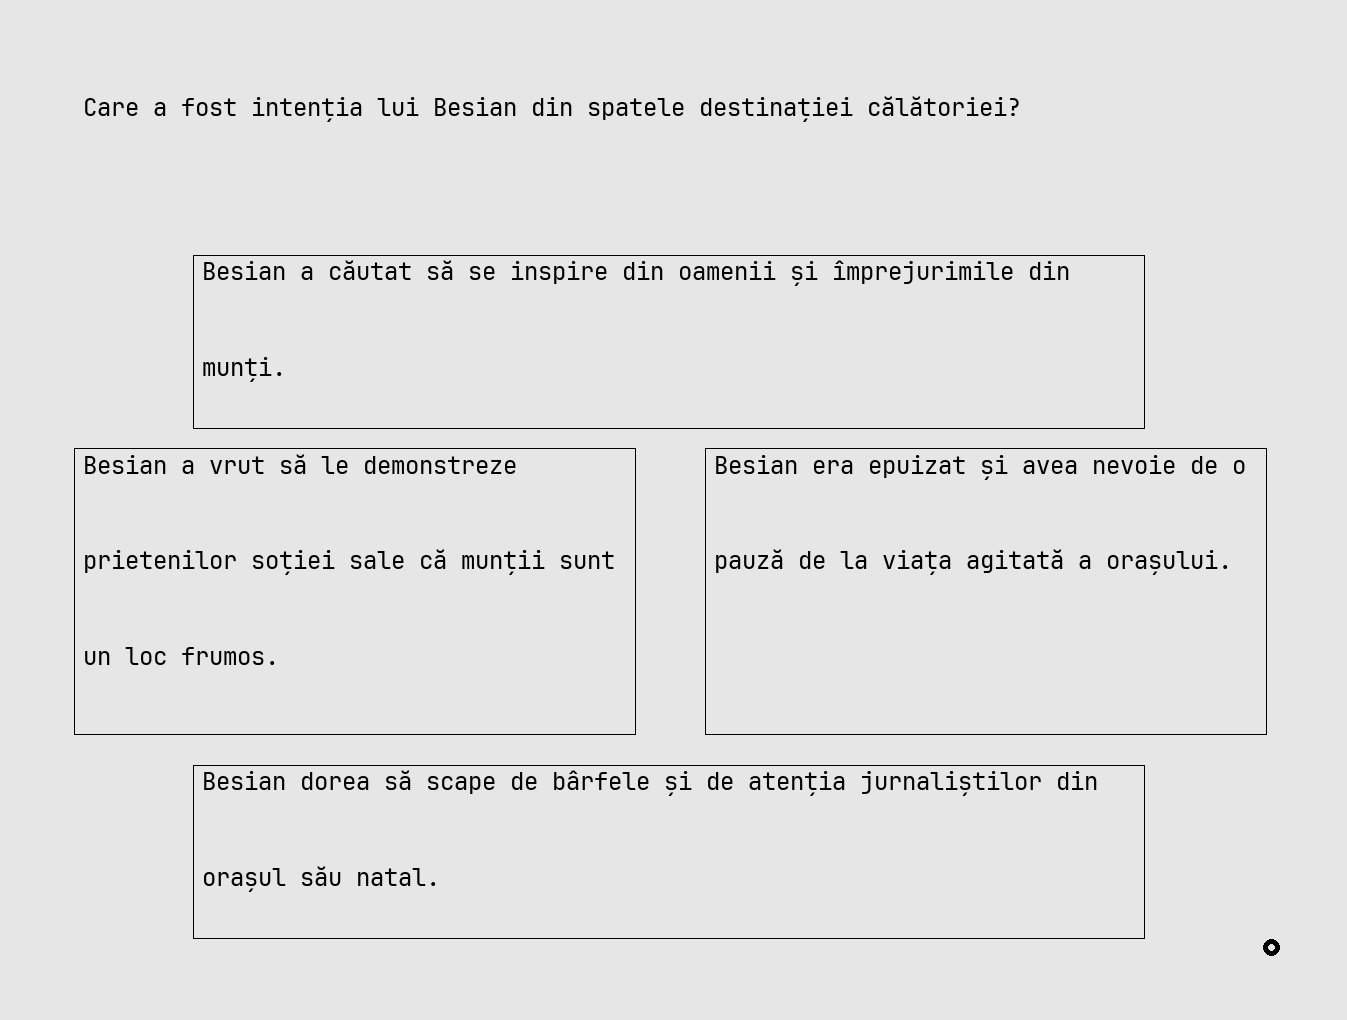 Care a fost intenția lui Besian din spatele destinației călătoriei?
Besian a căutat să se inspire din oamenii și împrejurimile din
munți.
Besian a vrut să le demonstreze
prietenilor soției sale că munții sunt
un loc frumos.
Besian era epuizat și avea nevoie de o
pauză de la viața agitată a orașului.
Besian dorea să scape de bârfele și de atenția jurnaliștilor din
orașul său natal.